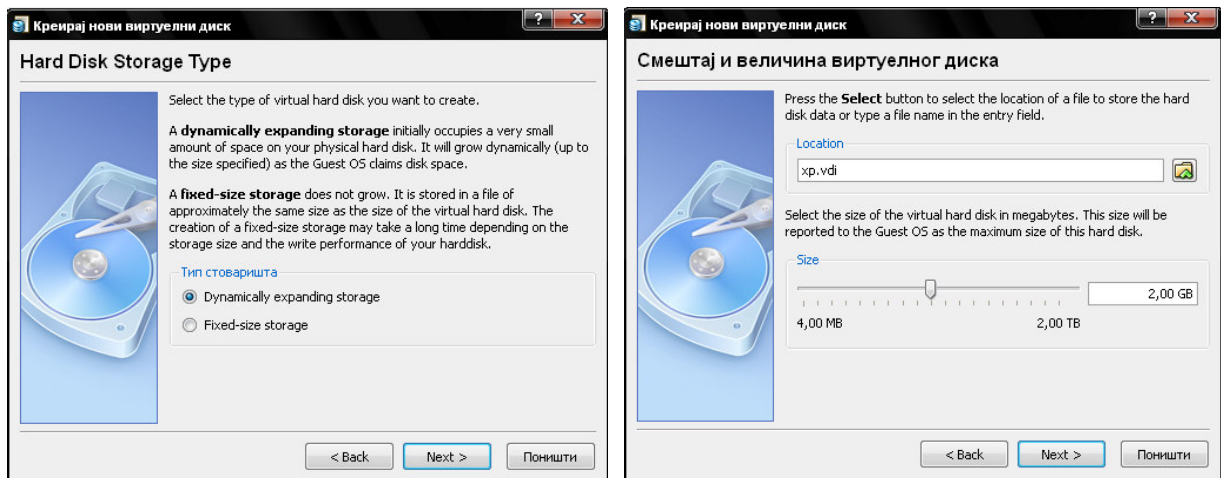 Креирај нови виртуелни диск
?
X
Hard Disk Storage Type
Select the type of virtual hard disk you want to create.
A dynamically expanding storage initially occupies a very small
amount of space on your physical hard disk. It will grow dynamically (up to
the size specified) as the Guest OS claims disk space.
A fixed-size storage does not grow. It is stored in a file of
approximately the same size as the size of the virtual hard disk. The
creation of a fixed-size storage may take a long time depending on the
storage size and the write performance of your harddisk.
Тип стоваришта
Dynamically expanding storage
Fixed-size storage
< Back
Next >
Поништи
Креирај нови виртуелни диск
?
X
Смештај и величина виртуелног диска
Press the Select button to select the location of a file to store the hard
disk data or type a file name in the entry field.
Location
xp.vdi
Select the size of the virtual hard disk in megabytes. This size will be
reported to the Guest OS as the maximum size of this hard disk.
Size
2,00 GB
4,00 MB
2,00 TB
< Back
Next >
Поништи